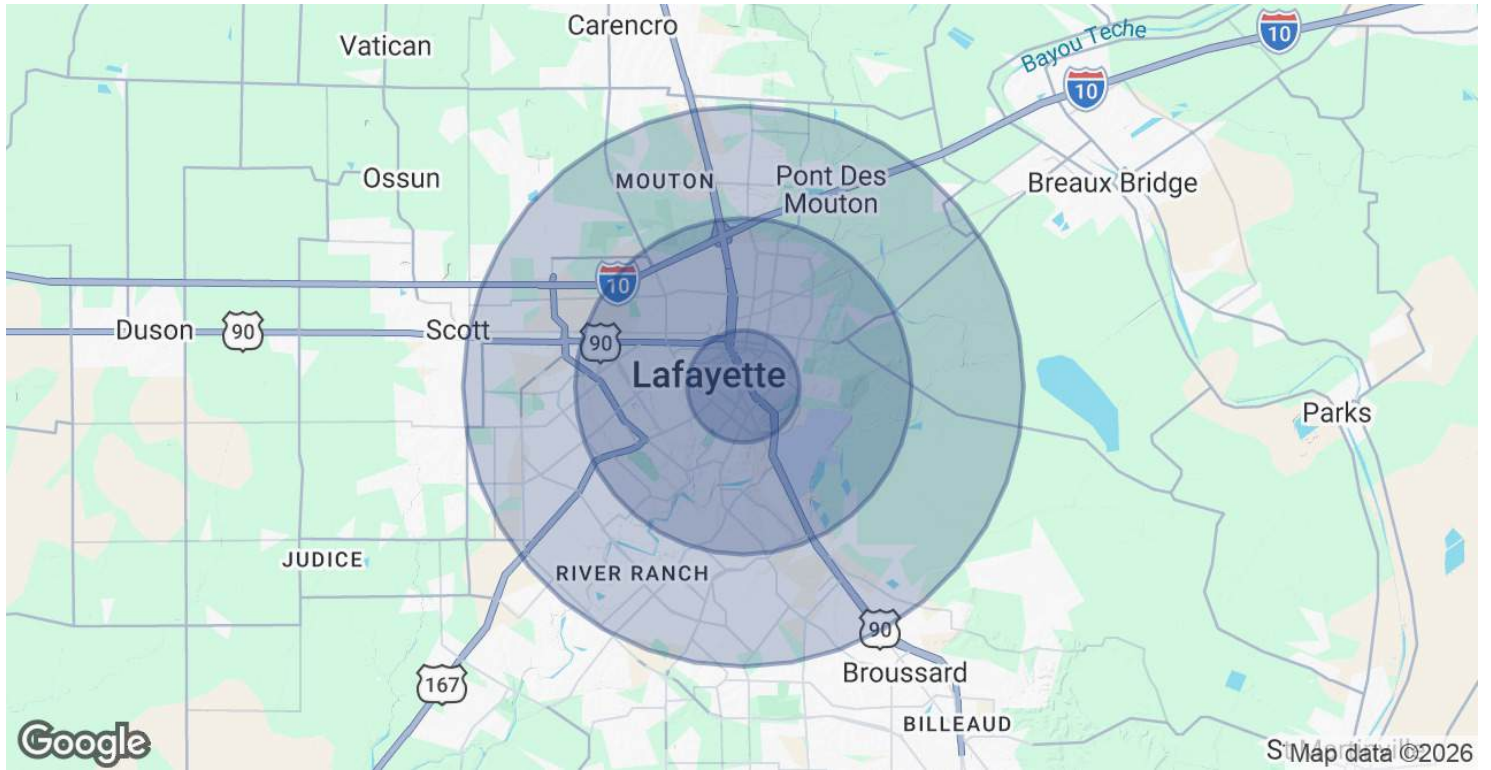 Carencro
Vatican
10
Bayou Teche
10
Ossun
MOUTON
Pont Des
Mouton
Breaux Bridge
10
Duson
90
Scott
90
Lafayette
Parks
JUDICE
RIVER RANCH
90
Broussard
167
BILLEAUD
Google
Map data ©2026